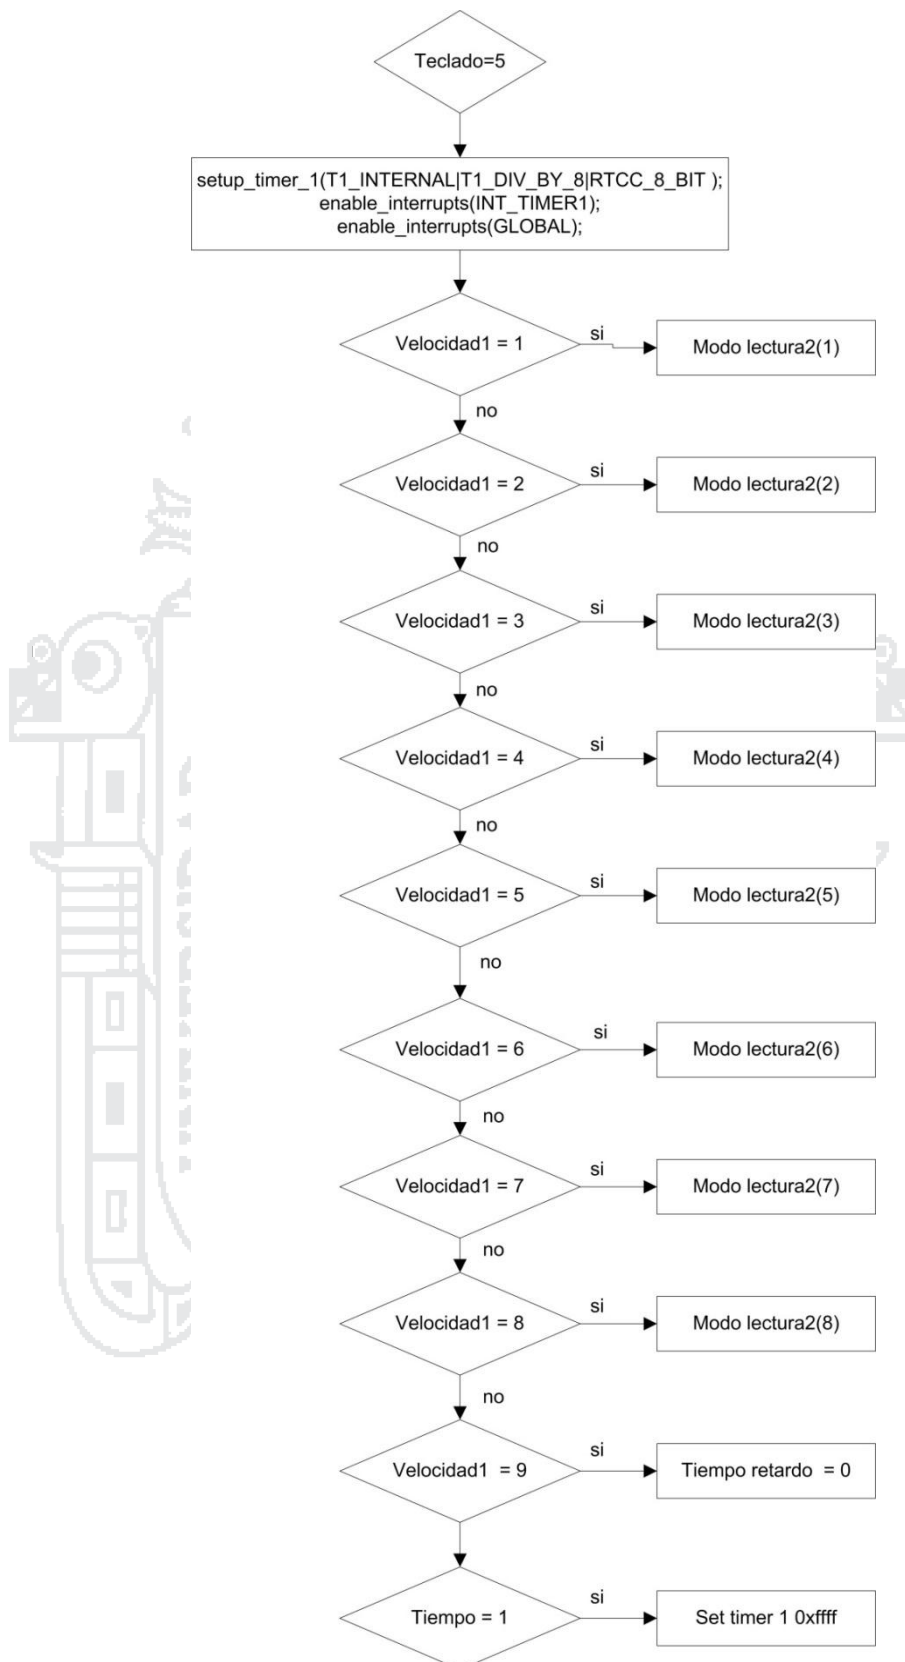 Teclado=5
setup_timer_1(T1_INTERNAL|T1_DIV_BY_8|RTCC_8_BIT );
enable_interrupts(INT_TIMER1);
enable_interrupts(GLOBAL);
Velocidad1 = 1
si
Modo lectura2(1)
no
Velocidad1 = 2
si
Modo lectura2(2)
no
Velocidad1 = 3
si
Modo lectura2(3)
no
Velocidad1 = 4
si
Modo lectura2(4)
no
Velocidad1 = 5
si
Modo lectura2(5)
no
Velocidad1 = 6
si
Modo lectura2(6)
no
Velocidad1 = 7
si
Modo lectura2(7)
no
Velocidad1 = 8
si
Modo lectura2(8)
no
Velocidad1  = 9
si
Tiempo retardo  = 0
Tiempo = 1
si
Set timer 1 0xffff